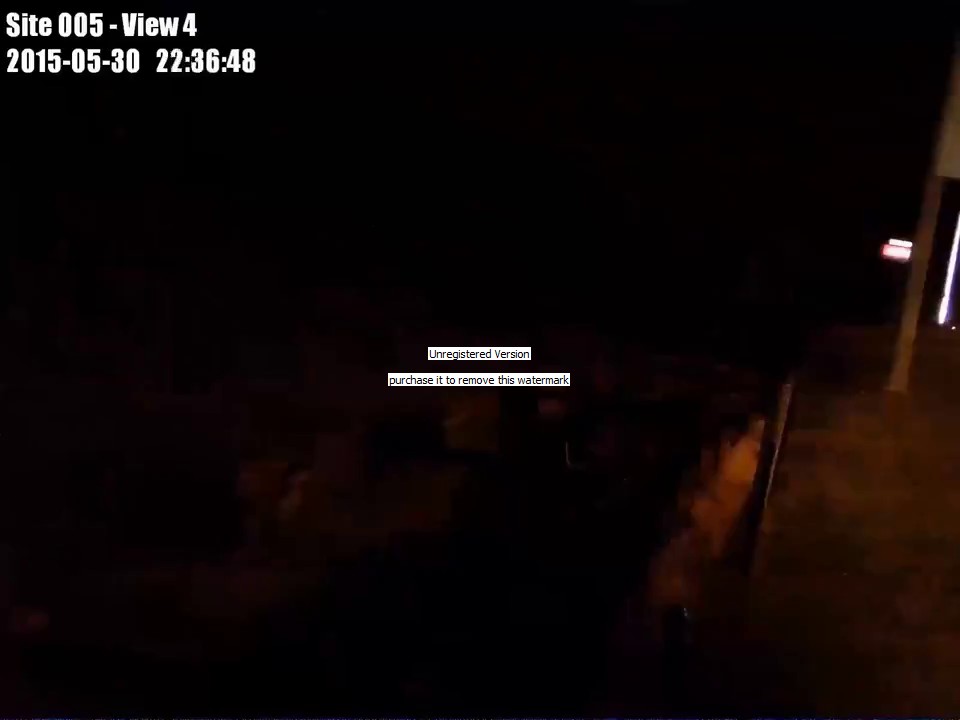 Site 005 - View 4
2015-05-30 22:36:48
Unregistered Version
purchase it to remove this watermark